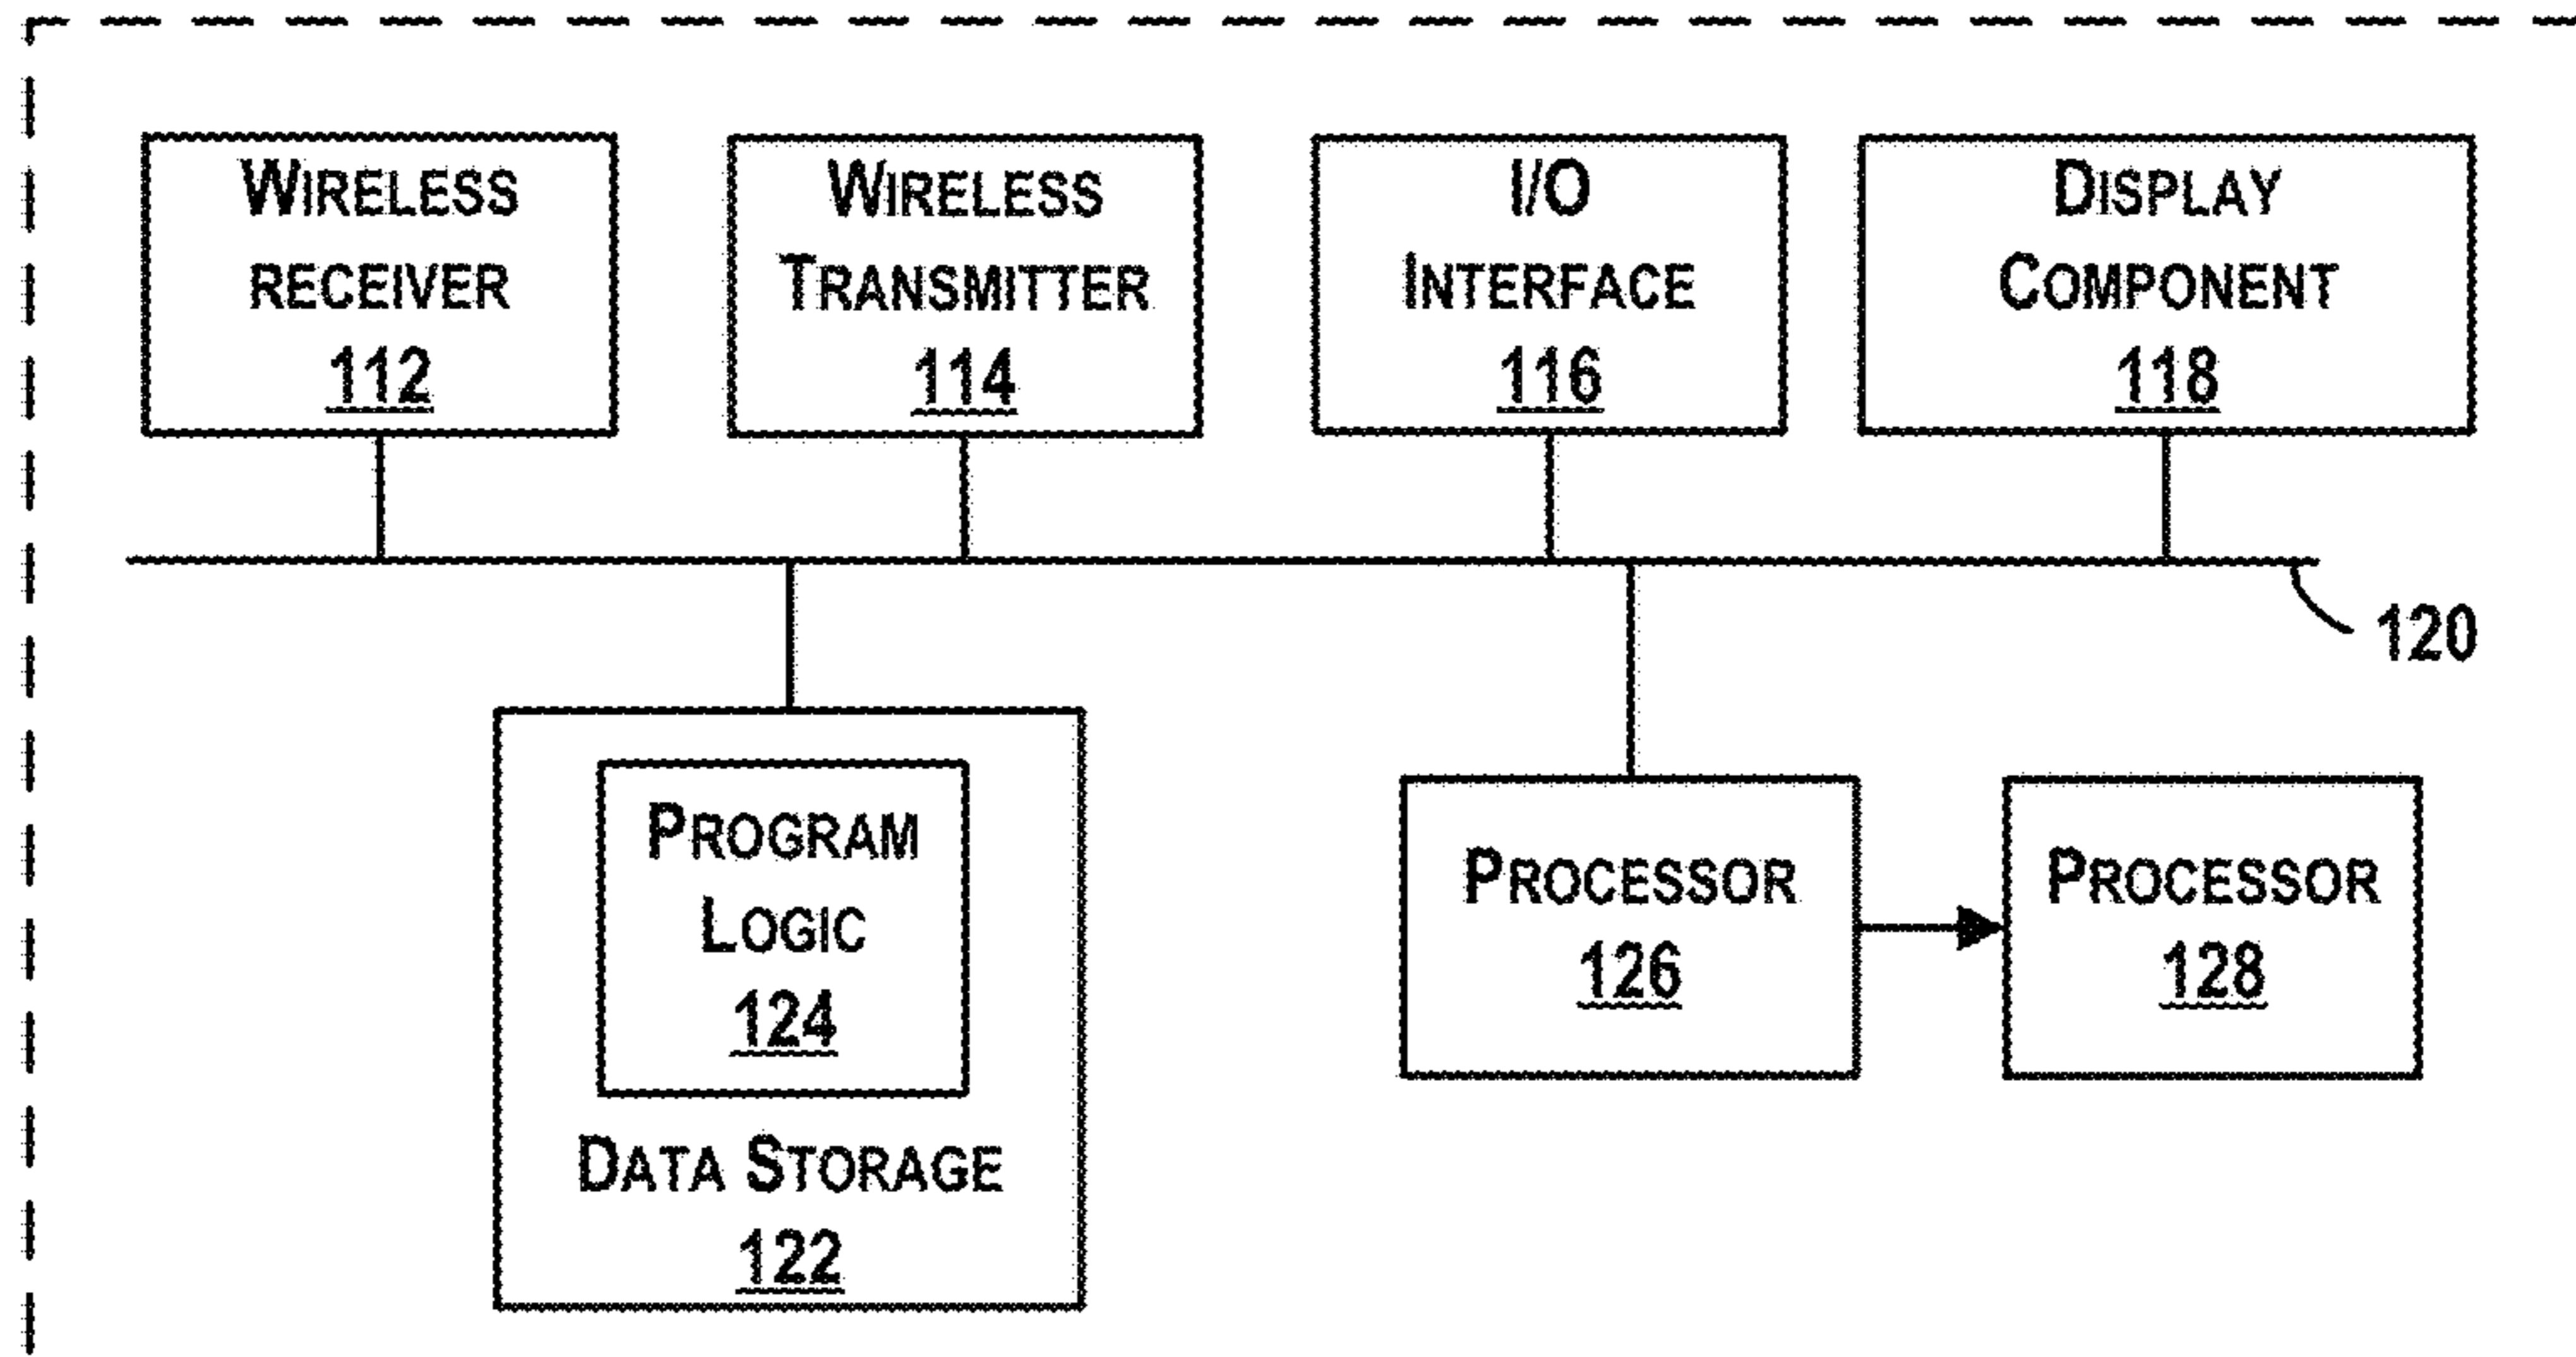 WIRELESS
RECEIVER
112
WIRELESS
TRANSMITTER
114
I/O
INTERFACE
116
DISPLAY
COMPONENT
118
120
PROGRAM
LOGIC
124
DATA STORAGE
122
PROCESSOR
126
PROCESSOR
128